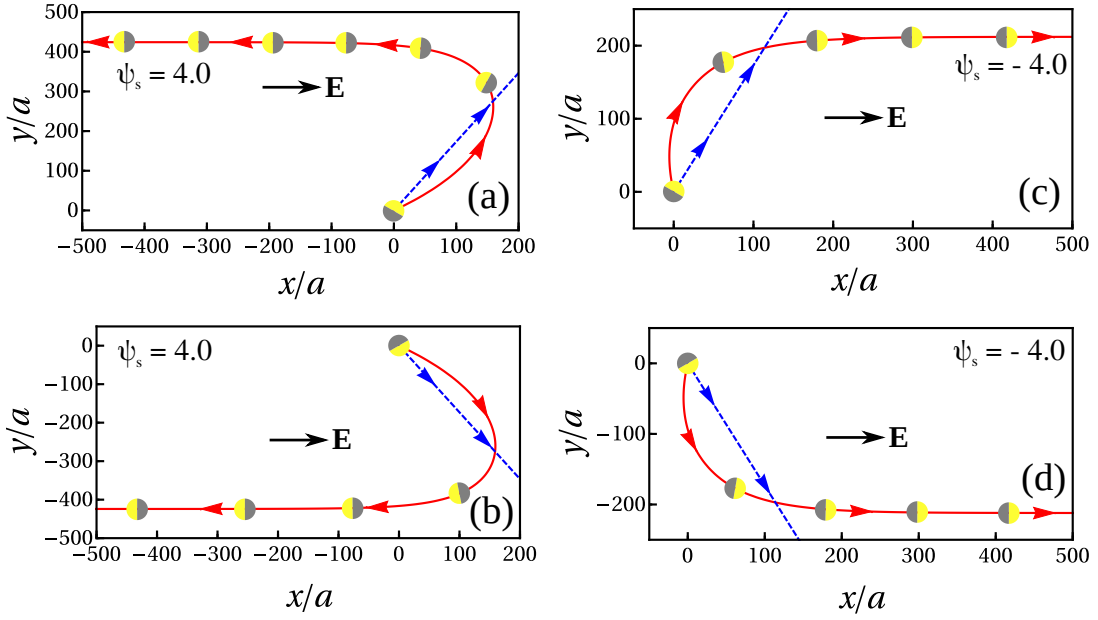 500
400
300
200
100
0
y/a
ψs = 4.0
E
(a)
−500 −400 −300 −200 −100 0 100 200
x/a
200
100
0
y/a
ψs = - 4.0
E
(c)
0 100 200 300 400 500
x/a
0
−100
−200
−300
−400
−500
y/a
ψs = 4.0
E
(b)
−500 −400 −300 −200 −100 0 100 200
x/a
0
−100
−200
y/a
ψs = - 4.0
E
(d)
0 100 200 300 400 500
x/a